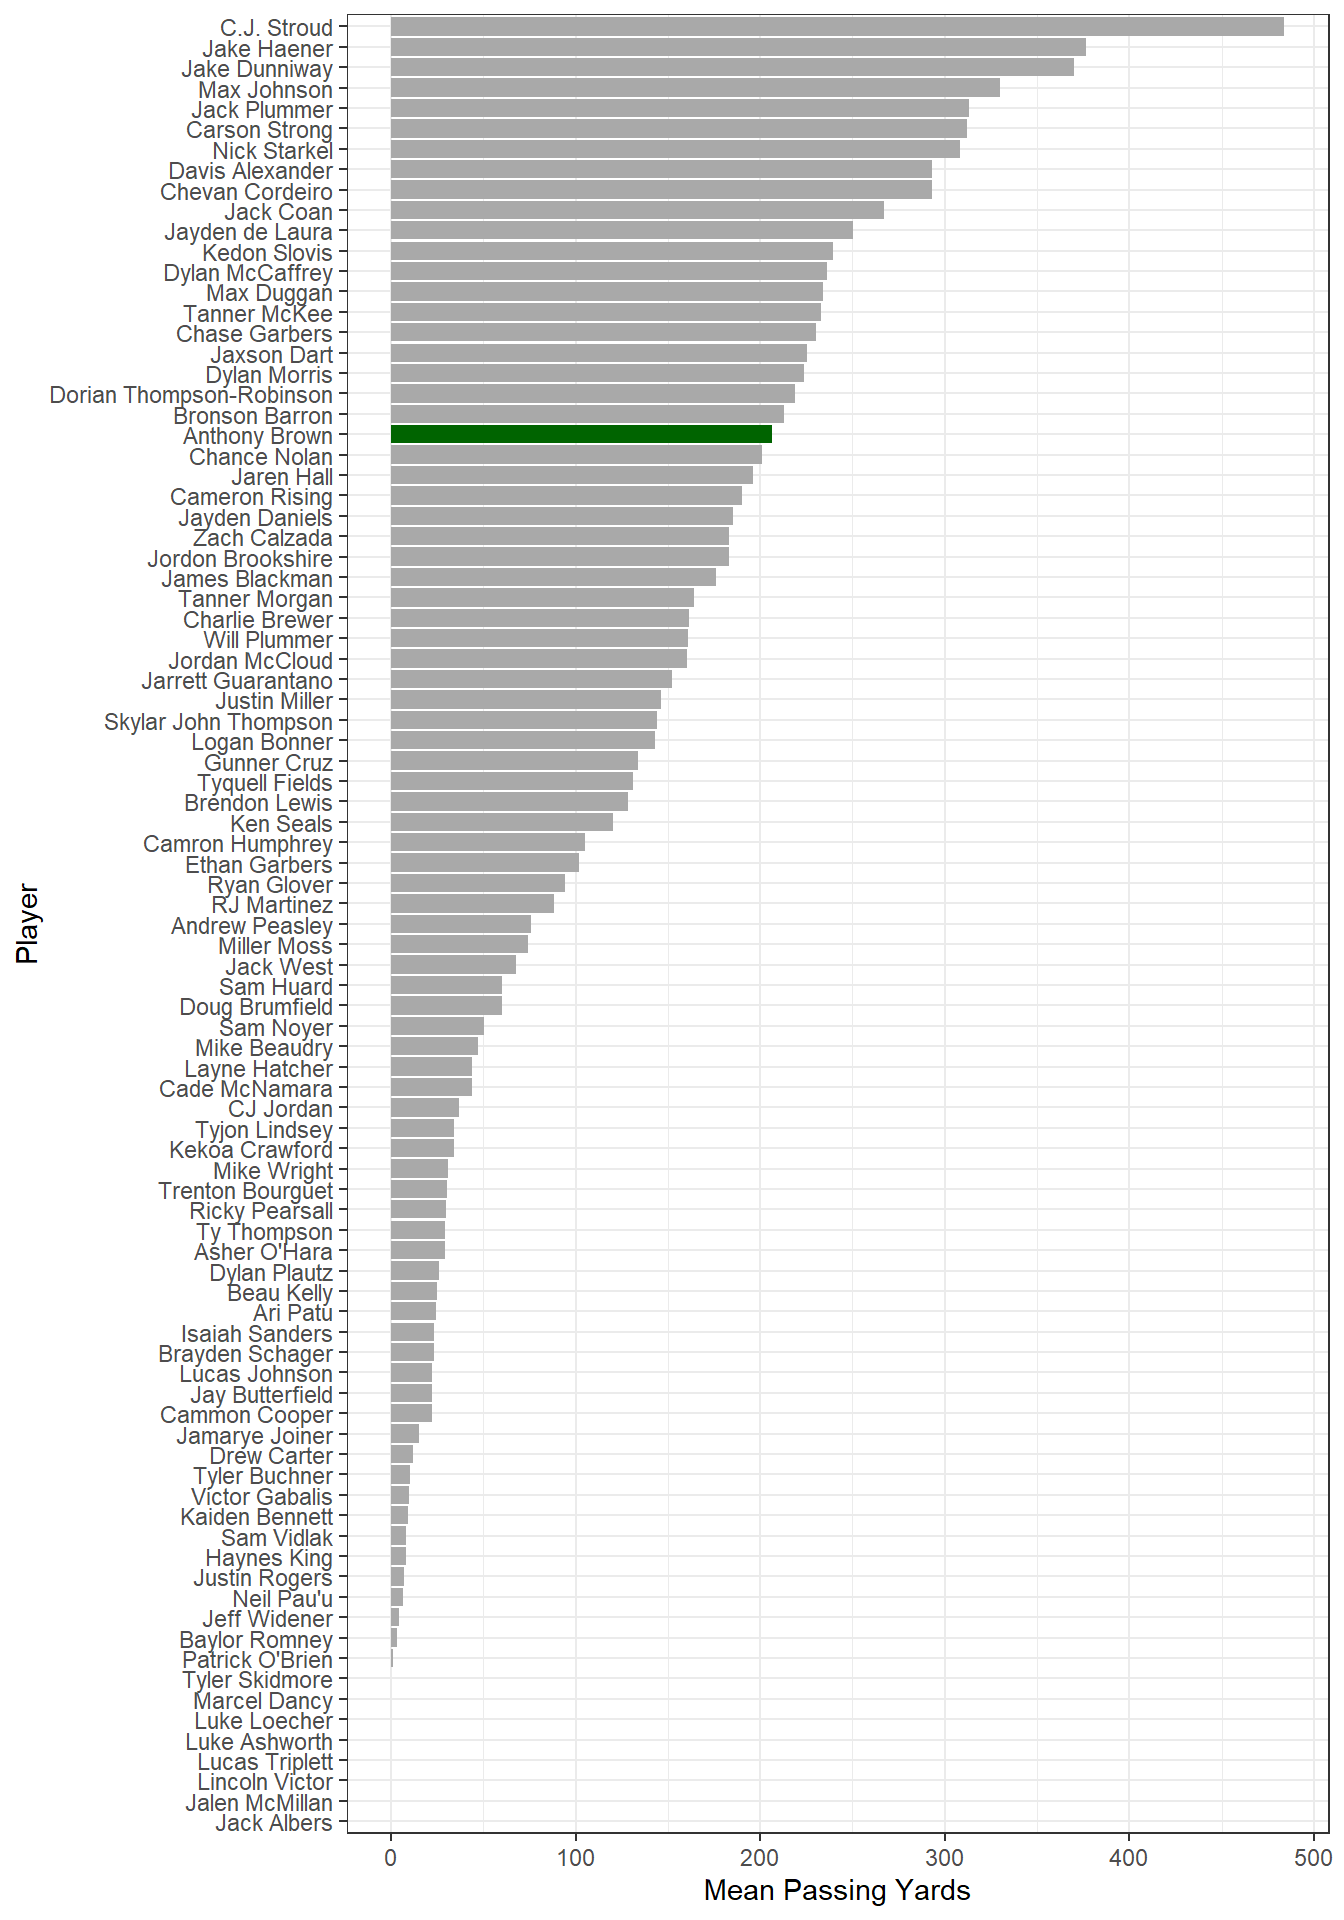 C.J. Stroud
Jake Haener
Jake Dunniway
Max Johnson
Jack Plummer
Carson Strong
Nick Starkel
Davis Alexander
Chevan Cordeiro
Jack Coan
Jayden de Laura
Kedon Slovis
Dylan McCaffrey
Max Duggan
Tanner McKee
Chase Garbers
Jaxson Dart
Dylan Morris
Dorian Thompson-Robinson
Bronson Barron
Anthony Brown
Chance Nolan
Jaren Hall
Cameron Rising
Jayden Daniels
Zach Calzada
Jordon Brookshire
James Blackman
Tanner Morgan
Charlie Brewer
Will Plummer
Jordan McCloud
Jarrett Guarantano
Justin Miller
Skylar John Thompson
Logan Bonner
Gunner Cruz
Tyquell Fields
Brendon Lewis
Ken Seals
Camron Humphrey
Ethan Garbers
Ryan Glover
RJ Martinez
Andrew Peasley
Miller Moss
Jack West
Sam Huard
Doug Brumfield
Sam Noyer
Mike Beaudry
Layne Hatcher
Cade McNamara
CJ Jordan
Tyjon Lindsey
Kekoa Crawford
Mike Wright
Trenton Bourguet
Ricky Pearsall
Ty Thompson
Asher O'Hara
Dylan Plautz
Beau Kelly
Ari Patu
Isaiah Sanders
Brayden Schager
Lucas Johnson
Jay Butterfield
Cammon Cooper
Jamarye Joiner
Drew Carter
Tyler Buchner
Victor Gabalis
Kaiden Bennett
Sam Vidlak
Haynes King
Justin Rogers
Neil Pau'u
Jeff Widener
Baylor Romney
Patrick O'Brien
Tyler Skidmore
Marcel Dancy
Luke Loecher
Luke Ashworth
Lucas Triplett
Lincoln Victor
Jalen McMillan
Jack Albers
Player
0 100 200 300 400 500
Mean Passing Yards